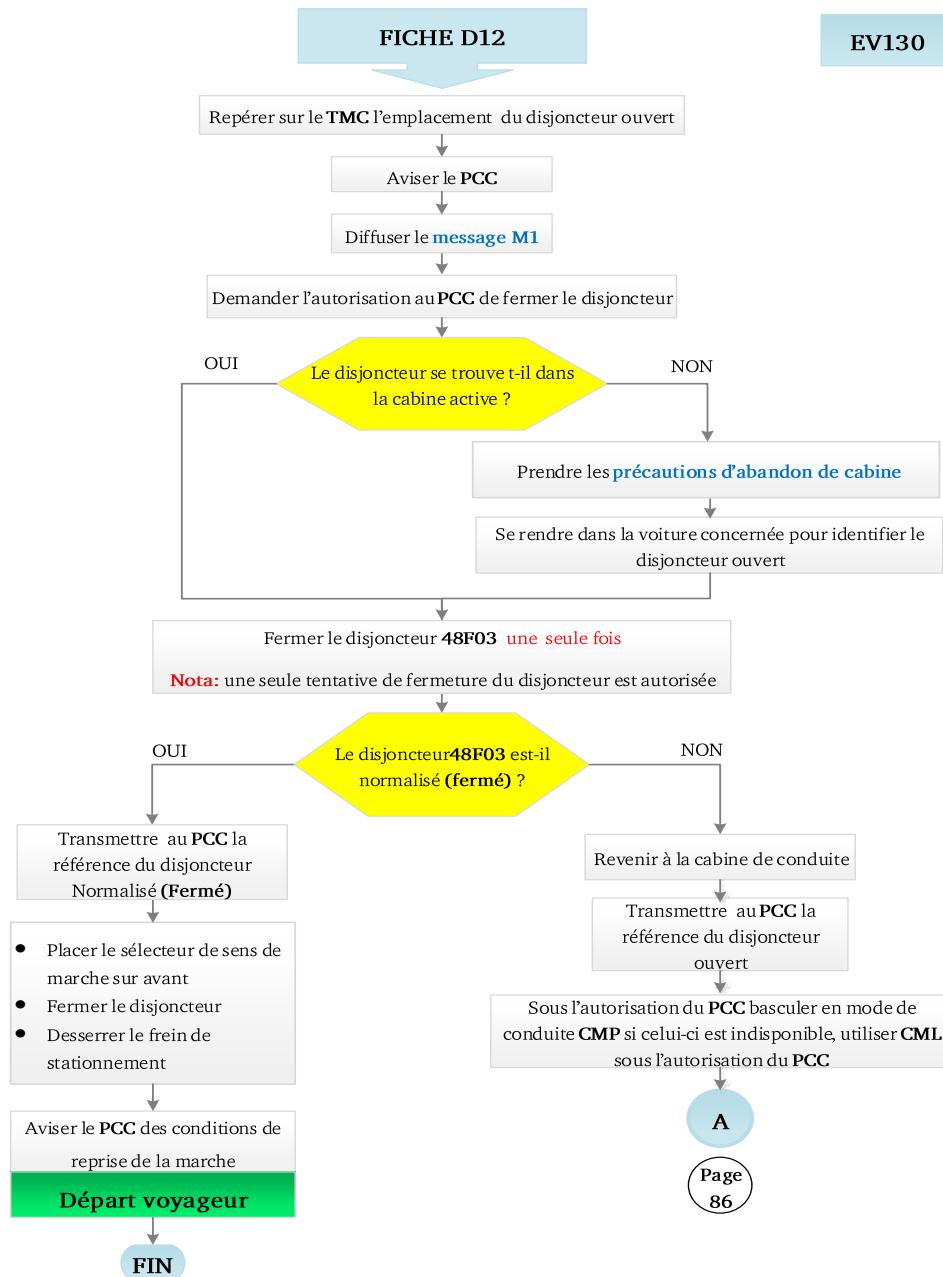 FICHE D12
EV130
Repérer sur le TMC l'emplacement du disjoncteur ouvert
Aviser le PCC
Diffuser le message M1
Demander l'autorisation au PCC de fermer le disjoncteur
OUI
NON
Le disjoncteur se trouve t-il dans
la cabine active ?
Prendre les précautions d'abandon de cabine
Se rendre dans la voiture concernée pour identifier le
disjoncteur ouvert
Fermer le disjoncteur 48F03 une seule fois
Nota: une seule tentative de fermeture du disjoncteur est autorisée
OUI
NON
Le disjoncteur 48F03 est-il
normalisé (fermé) ?
Transmettre au PCC la
référence du disjoncteur
Normalisé (Fermé)
• Placer le sélecteur de sens de
marche sur avant
• Fermer le disjoncteur
• Desserrer le frein de
stationnement
Aviser le PCC des conditions de
reprise de la marche
Départ voyageur
FIN
Revenir à la cabine de conduite
Transmettre au PCC la
référence du disjoncteur
ouvert
Sous l'autorisation du PCC basculer en mode de
conduite CMP si celui-ci est indisponible, utiliser CML
sous l'autorisation du PCC
A
Page
86